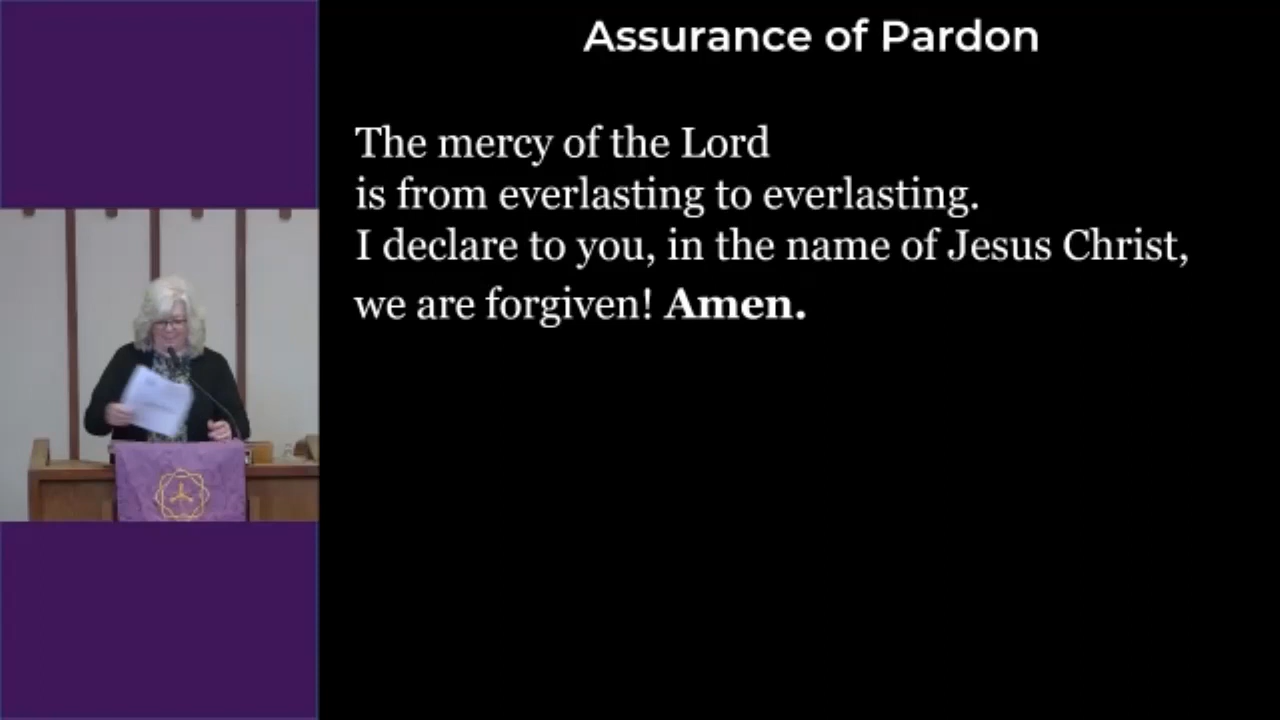 Assurance of Pardon
The mercy of the Lord
is from everlasting to everlasting.
I declare to you, in the name of Jesus Christ,
we are forgiven! Amen.